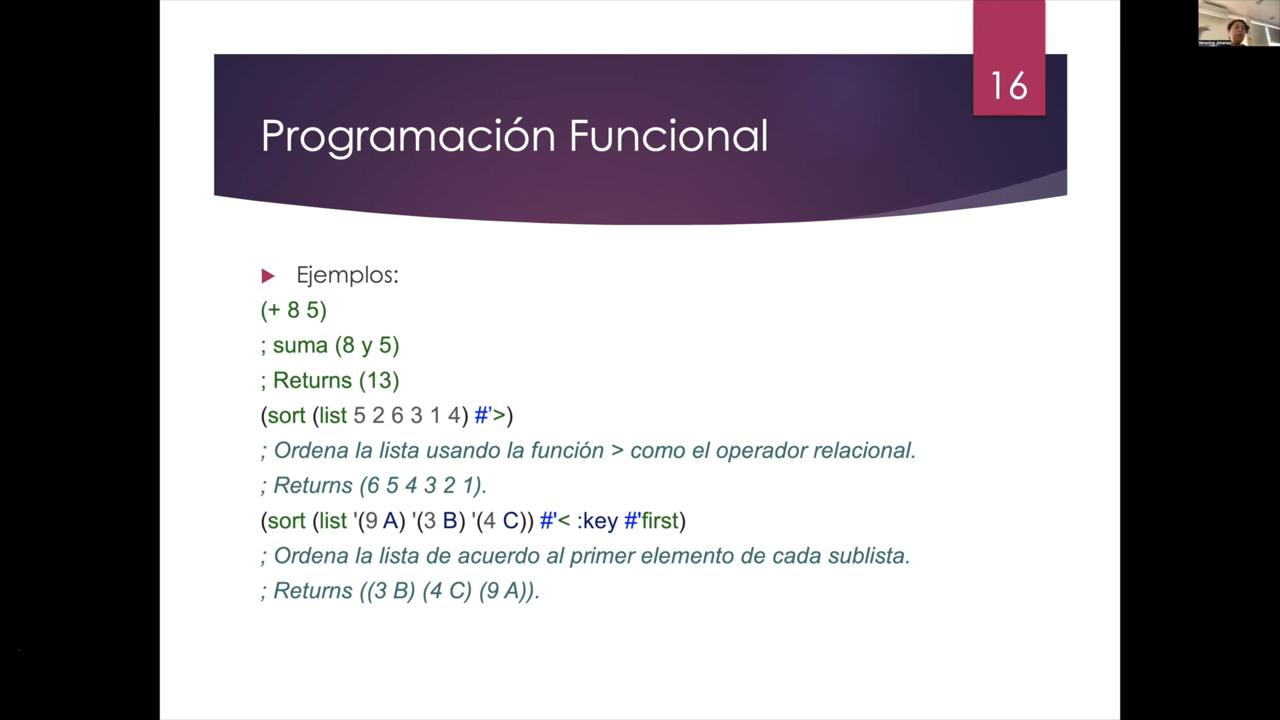 16
Programación Funcional
Ejemplos:
(+ 8 5)
; suma (8 y 5)
; Returns (13)
(sort (list 5 2 6 3 1 4) #'>)
; Ordena la lista usando la función > como el operador relacional.
; Returns (6 5 4 3 2 1).
(sort (list '(9 A) '(3 B) '(4 C)) #'< :key #'first)
; Ordena la lista de acuerdo al primer elemento de cada sublista.
; Returns ((3 B) (4 C) (9 A)).